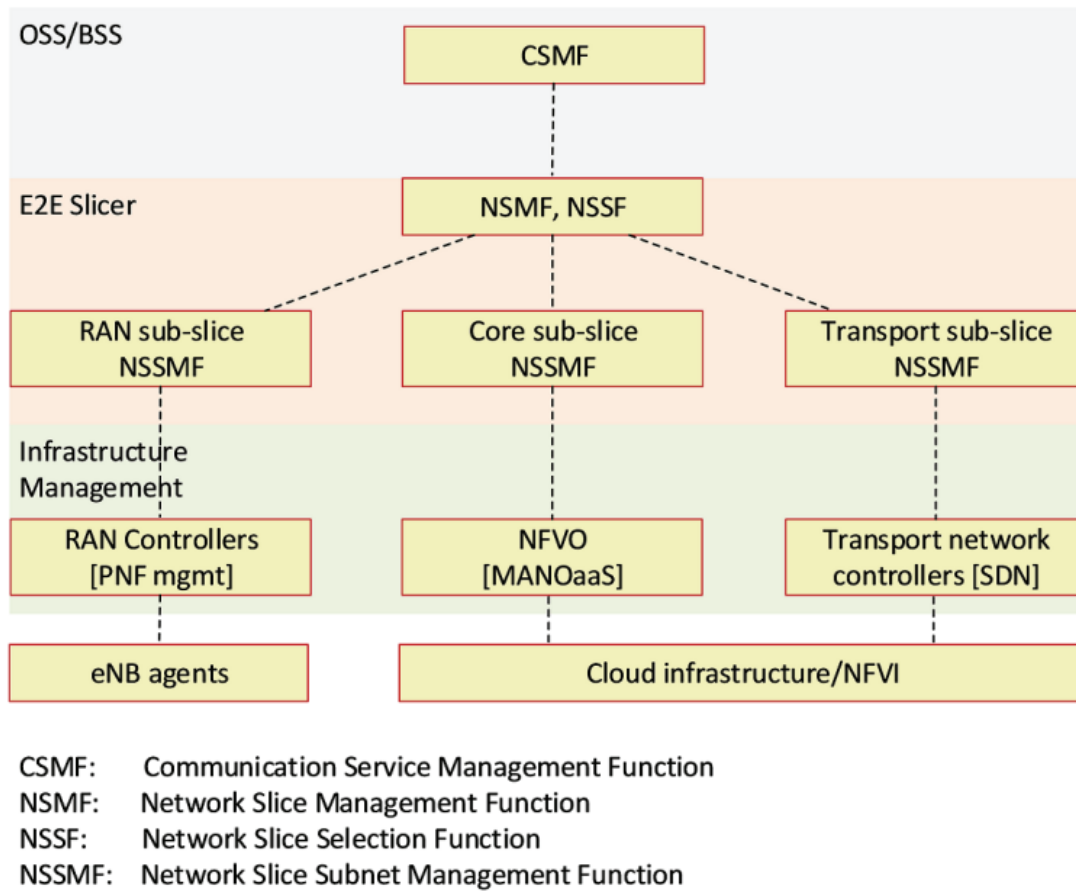 OSS/BSS
CSMF
E2E Slicer
NSMF, NSSF
RAN sub-slice
NSSMF
Core sub-slice
NSSMF
Transport sub-slice
NSSMF
Infrastructure
Management
RAN Controllers
[PNF mgmt]
NFVO
[MANOaaS]
Transport network
controllers [SDN]
eNB agents
Cloud infrastructure/NFVI
CSMF: Communication Service Management Function
NSMF: Network Slice Management Function
NSSF: Network Slice Selection Function
NSSMF: Network Slice Subnet Management Function